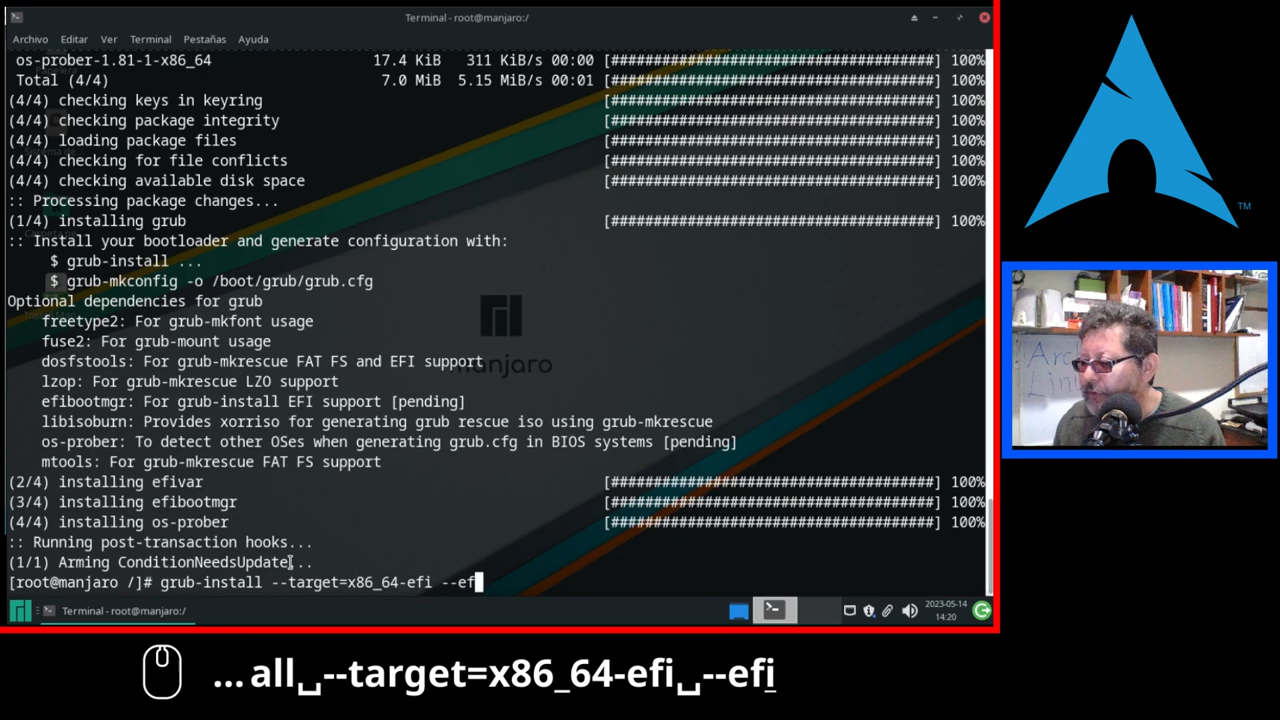 Terminal - root@manjaro:/
Archivo Editar Ver Terminal Pestañas Ayuda
os-prober-1.81-1-x86_64 17.4 KiB 311 KiB/s 00:00 [######################################] 100%
Total (4/4) 7.0 MiB 5.15 MiB/s 00:01 [######################################] 100%
(4/4) checking keys in keyring [######################################] 100%
(4/4) checking package integrity [######################################] 100%
(4/4) loading package files [######################################] 100%
(4/4) checking for file conflicts [######################################] 100%
(4/4) checking available disk space [######################################] 100%
:: Processing package changes...
(1/4) installing grub [######################################] 100%
:: Install your bootloader and generate configuration with:
$ grub-install ...
$ grub-mkconfig -o /boot/grub/grub.cfg
Optional dependencies for grub
freetype2: For grub-mkfont usage
fuse2: For grub-mount usage
dosfstools: For grub-mkrescue FAT FS and EFI support
lzop: For grub-mkrescue LZO support
efibootmgr: For grub-install EFI support [pending]
libisoburn: Provides xorriso for generating grub rescue iso using grub-mkrescue
os-prober: To detect other OSes when generating grub.cfg in BIOS systems [pending]
mtools: For grub-mkrescue FAT FS support
(2/4) installing efivar [######################################] 100%
(3/4) installing efibootmgr [######################################] 100%
(4/4) installing os-prober [######################################] 100%
:: Running post-transaction hooks...
(1/1) Arming ConditionNeedsUpdate...
[root@manjaro /]# grub-install --target=x86_64-efi --ef
manjaro
Terminal - root@manjaro:/
2023-05-14
14:20
TM
Arch
Linux
...all␣--target=x86_64-efi␣--efi